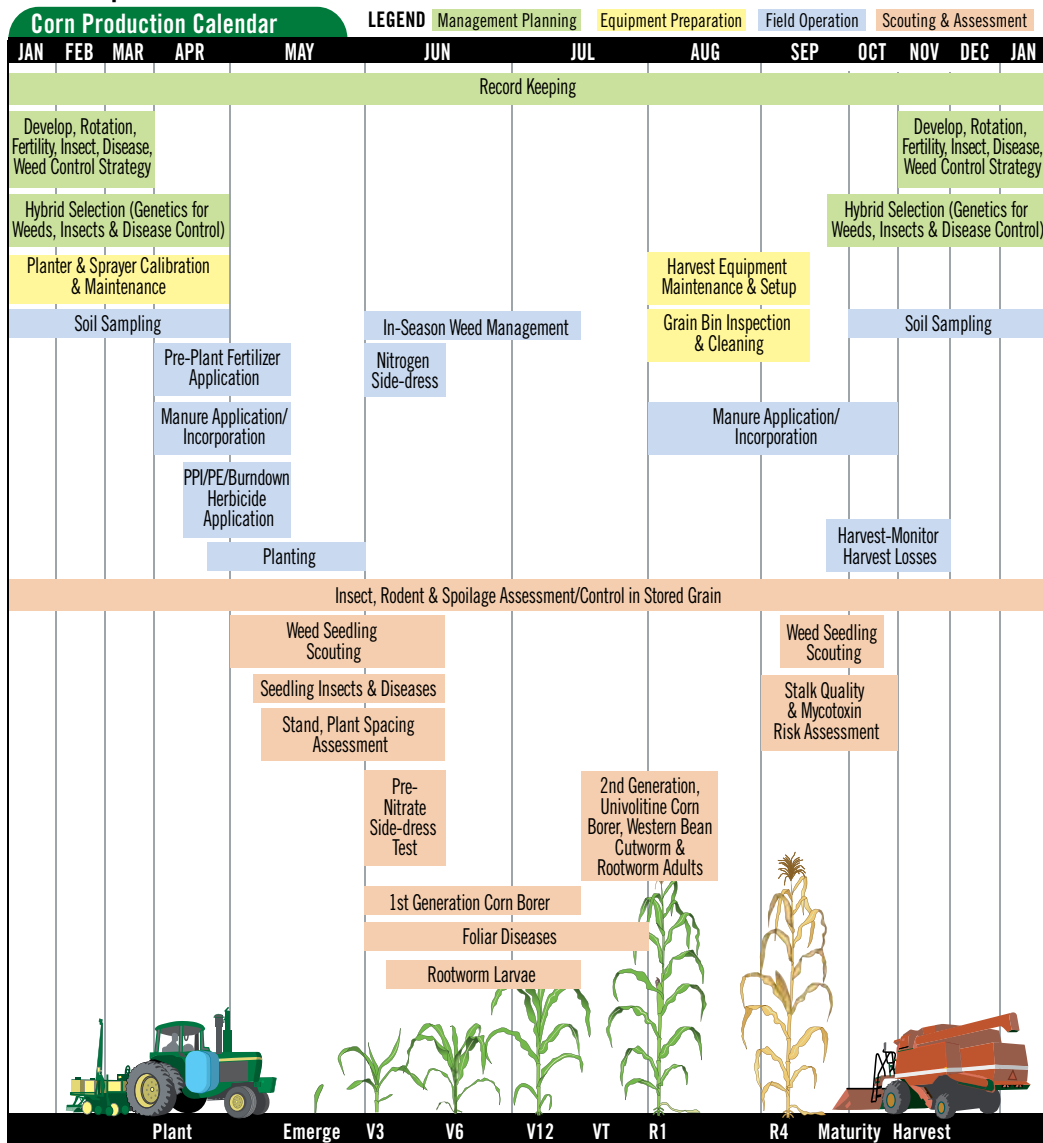 Corn Production Calendar
LEGEND Management Planning Equipment Preparation Field Operation Scouting & Assessment
JAN FEB MAR APR MAY JUN JUL AUG SEP OCT NOV DEC JAN
Record Keeping
Develop, Rotation,
Fertility, Insect, Disease,
Weed Control Strategy
Develop, Rotation,
Fertility, Insect, Disease,
Weed Control Strategy
Hybrid Selection (Genetics for
Weeds, Insects & Disease Control)
Hybrid Selection (Genetics for
Weeds, Insects & Disease Control)
Planter & Sprayer Calibration
& Maintenance
Harvest Equipment
Maintenance & Setup
Soil Sampling
In-Season Weed Management
Grain Bin Inspection
& Cleaning
Soil Sampling
Pre-Plant Fertilizer
Application
Nitrogen
Side-dress
Manure Application/
Incorporation
Manure Application/
Incorporation
PPI/PE/Burndown
Herbicide
Application
Planting
Harvest-Monitor
Harvest Losses
Insect, Rodent & Spoilage Assessment/Control in Stored Grain
Weed Seedling
Scouting
Weed Seedling
Scouting
Seedling Insects & Diseases
Stalk Quality
& Mycotoxin
Risk Assessment
Stand, Plant Spacing
Assessment
Pre-
Nitrate
Side-dress
Test
2nd Generation,
Univolitine Corn
Borer, Western Bean
Cutworm &
Rootworm Adults
1st Generation Corn Borer
Foliar Diseases
Rootworm Larvae
Plant Emerge V3 V6 V12 VT R1 R4 Maturity Harvest